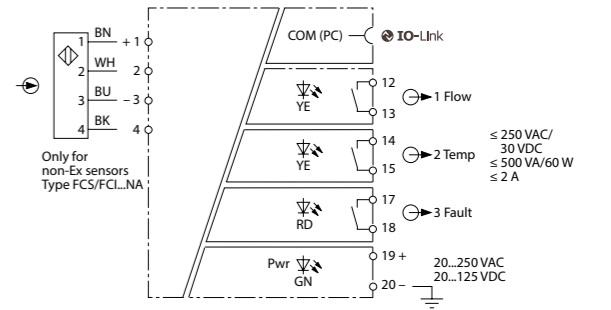 COM (PC) IO-Link
1 BN + 1
2 WH 2
3 BU – 3
4 BK 4
Only for
non-Ex sensors
Type FCS/FCI...NA
YE 12 13 1 Flow
YE 14 15 2 Temp
≤ 250 VAC/
30 VDC
≤ 500 VA/60 W
≤ 2 A
RD 17 18 3 Fault
Pwr GN 19 + 20 –
20...250 VAC
20...125 VDC